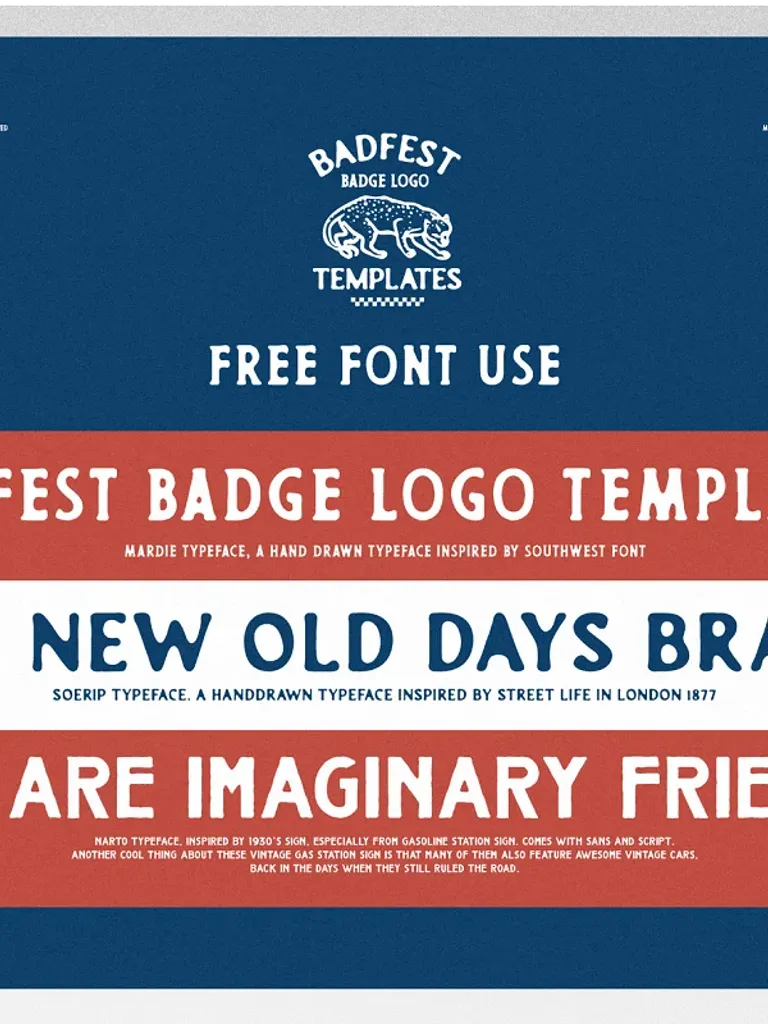 BADFEST
BADGE LOGO
TEMPLATES
FREE FONT USE
FEST BADGE LOGO TEMPL
MARDIE TYPEFACE, A HAND DRAWN TYPEFACE INSPIRED BY SOUTHWEST FONT
NEW OLD DAYS BRA
SOERIP TYPEFACE. A HANDDRAWN TYPEFACE INSPIRED BY STREET LIFE IN LONDON 1877
ARE IMAGINARY FRIE
NARTO TYPEFACE, INSPIRED BY 1930'S SIGN, ESPECIALLY FROM GASOLINE STATION SIGN. COMES WITH SANS AND SCRIPT.
ANOTHER COOL THING ABOUT THESE VINTAGE GAS STATION SIGN IS THAT MANY OF THEM ALSO FEATURE AWESOME VINTAGE CARS,
BACK IN THE DAYS WHEN THEY STILL RULED THE ROAD.